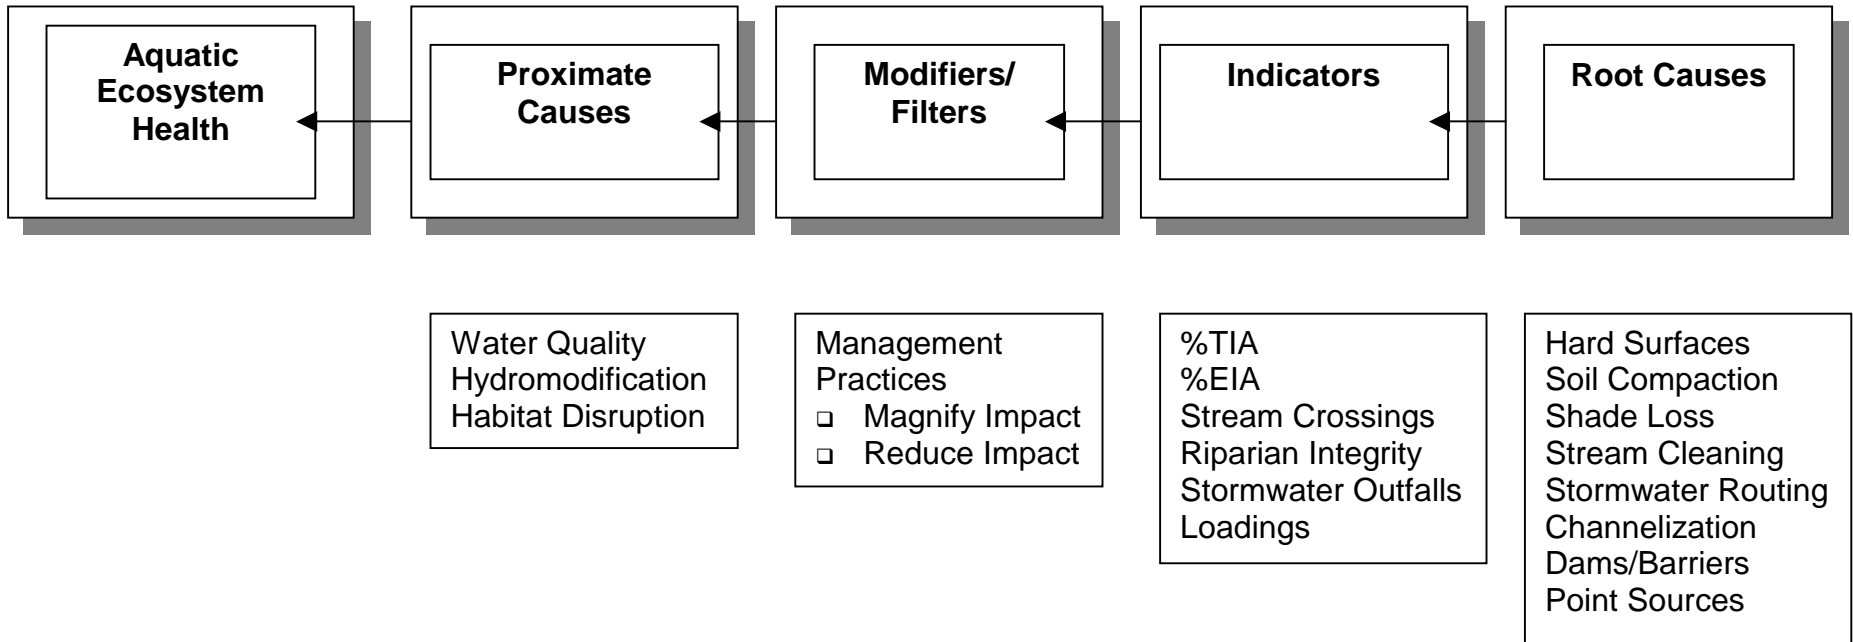 Aquatic
Ecosystem
Health
Proximate
Causes
Modifiers/
Filters
Indicators
Root Causes
Water Quality
Hydromodification
Habitat Disruption
Management
Practices
❑ Magnify Impact
❑ Reduce Impact
%TIA
%EIA
Stream Crossings
Riparian Integrity
Stormwater Outfalls
Loadings
Hard Surfaces
Soil Compaction
Shade Loss
Stream Cleaning
Stormwater Routing
Channelization
Dams/Barriers
Point Sources